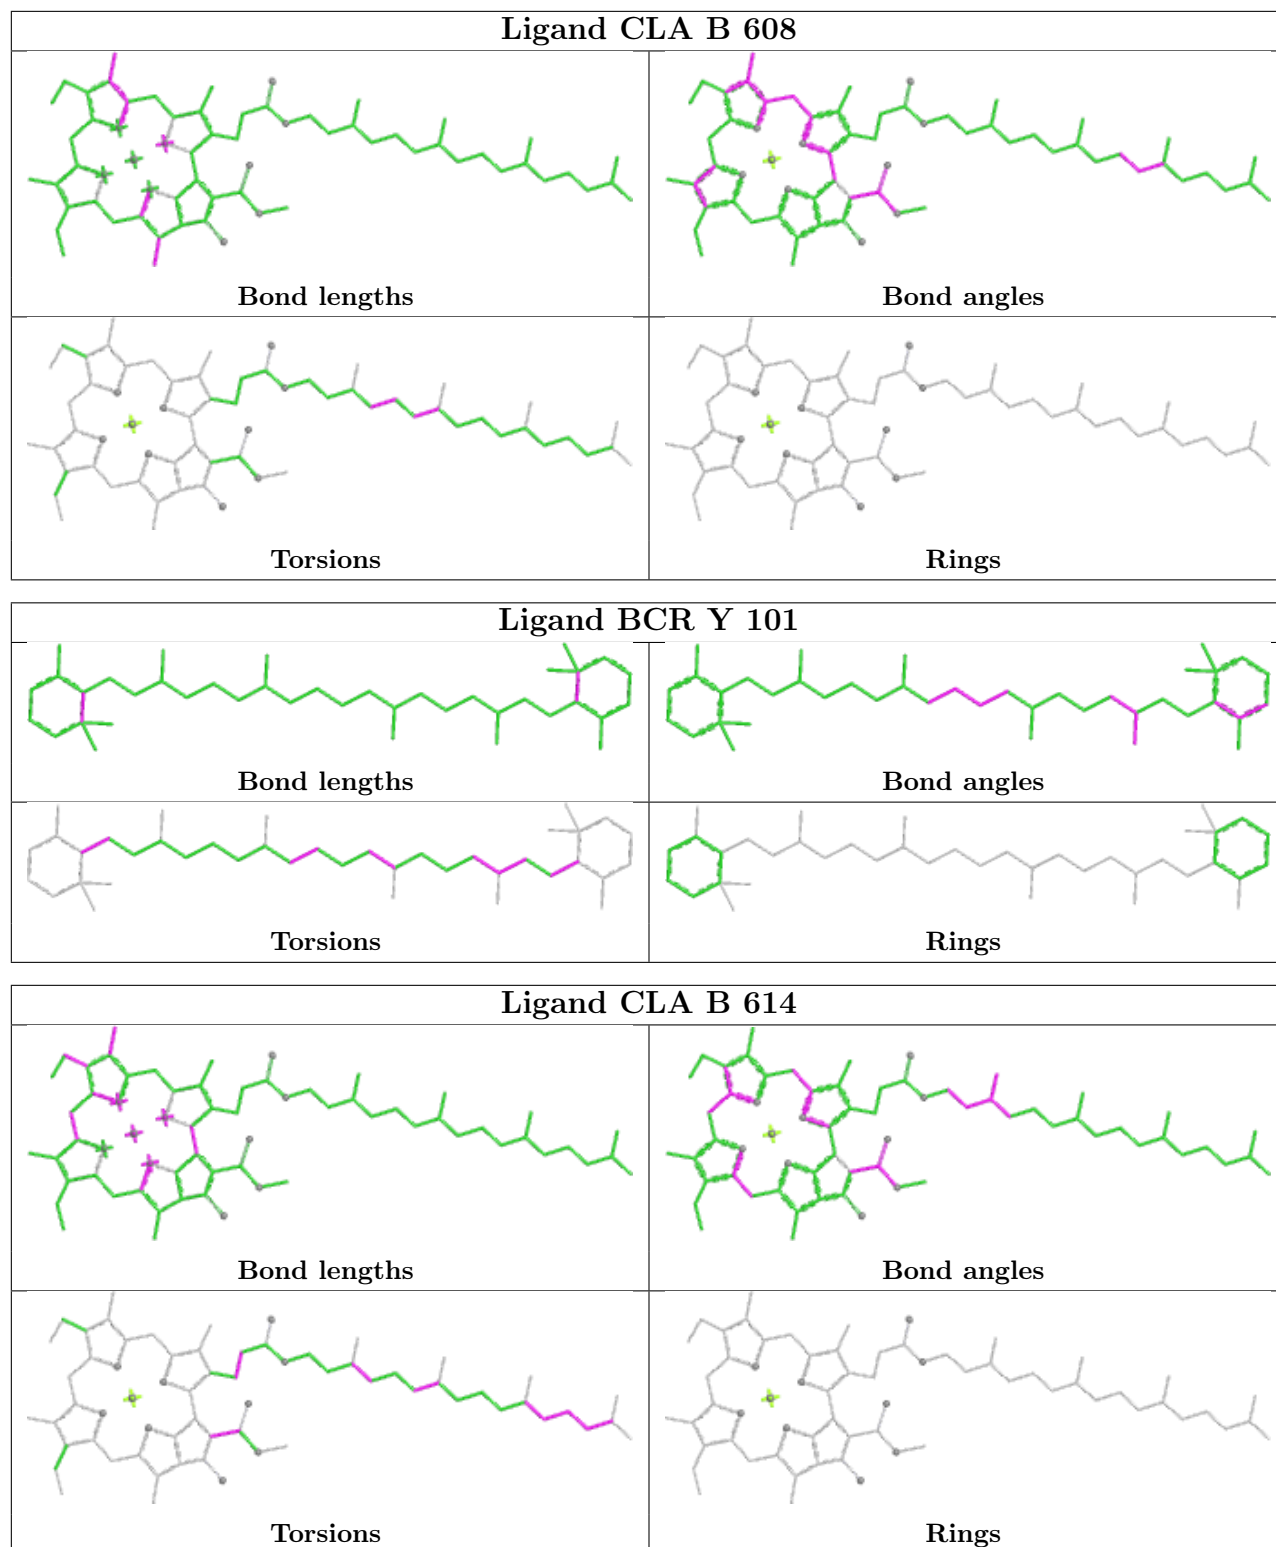 Ligand CLA B 608
Bond lengths
Bond angles
Torsions
Rings
Ligand BCR Y 101
Bond lengths
Bond angles
Torsions
Rings
Ligand CLA B 614
Bond lengths
Bond angles
Torsions
Rings